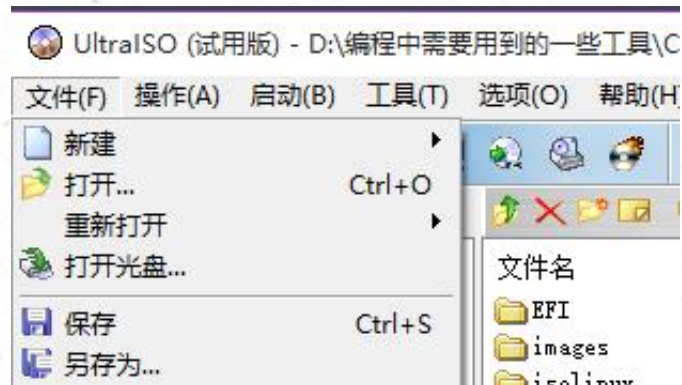 UltraISO (试用版) - D:\编程中需要用到的一些工具\C
文件(F) 操作(A) 启动(B) 工具(T) 选项(O) 帮助(H)
新建
打开... Ctrl+O
重新打开
打开光盘...
文件名
EFI
保存 Ctrl+S
images
另存为...
isolinux